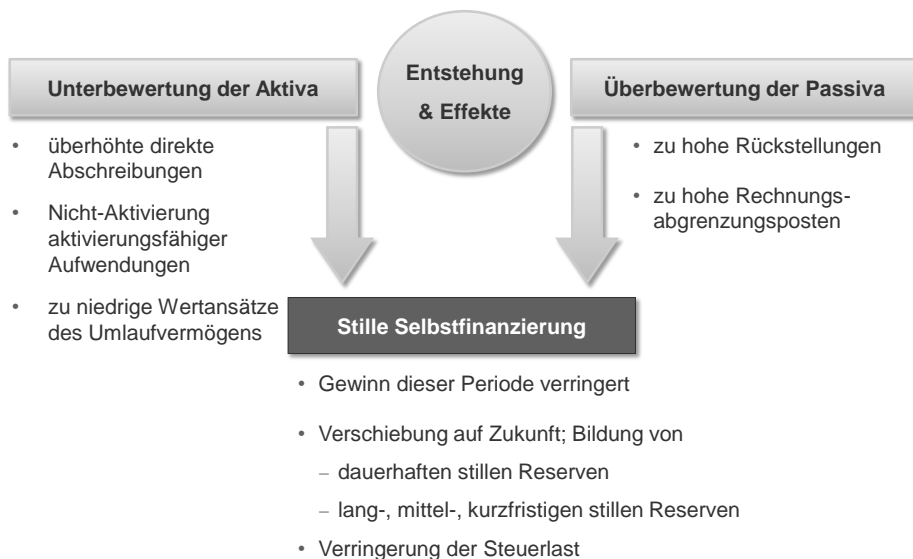 Entstehung
& Effekte
Unterbewertung der Aktiva
Überbewertung der Passiva
• überhöhte direkte
Abschreibungen
• Nicht-Aktivierung
aktivierungsfähiger
Aufwendungen
• zu niedrige Wertansätze
des Umlaufvermögens
• zu hohe Rückstellungen
• zu hohe Rechnungs-
abgrenzungsposten
Stille Selbstfinanzierung
• Gewinn dieser Periode verringert
• Verschiebung auf Zukunft; Bildung von
– dauerhaften stillen Reserven
– lang-, mittel-, kurzfristigen stillen Reserven
• Verringerung der Steuerlast